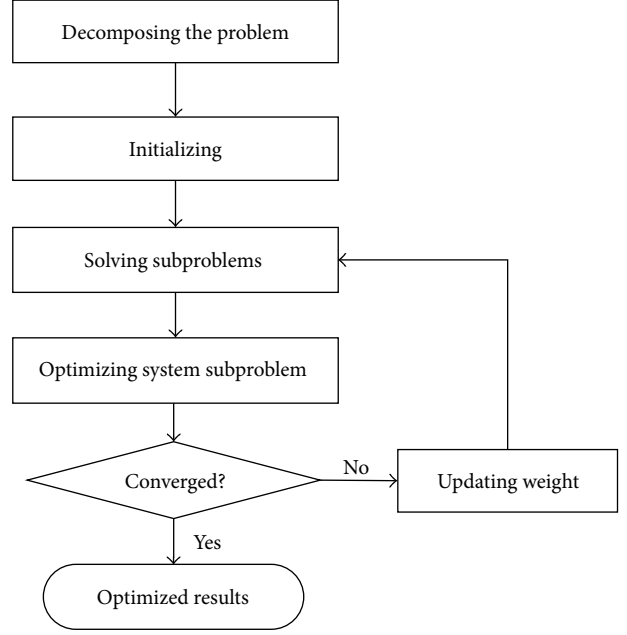 Decomposing the problem
Initializing
Solving subproblems
Optimizing system subproblem
Converged?
No
Updating weight
Yes
Optimized results